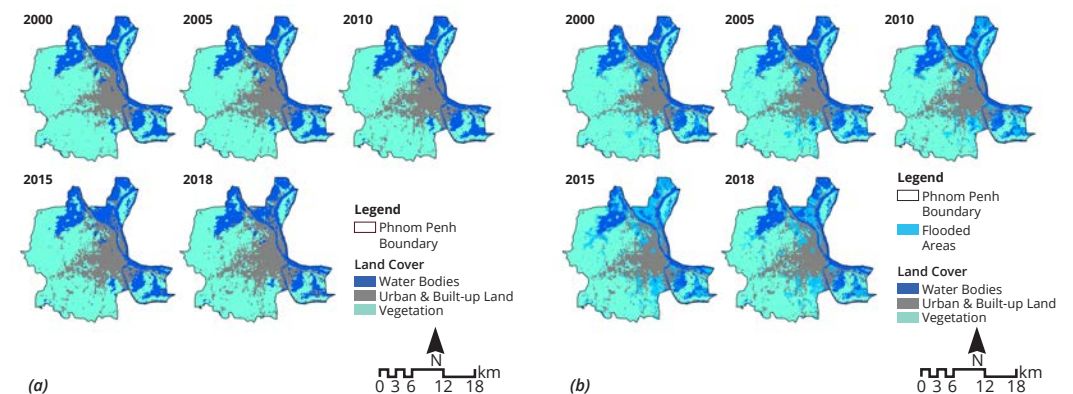 2000
2005
2010
2015
2018
Legend
Phnom Penh
Boundary
Land Cover
Water Bodies
Urban & Built-up Land
Vegetation
N
km
0 3 6 12 18
(a)
2000
2005
2010
2015
2018
Legend
Phnom Penh
Boundary
Flooded
Areas
Land Cover
Water Bodies
Urban & Built-up Land
Vegetation
N
km
0 3 6 12 18
(b)